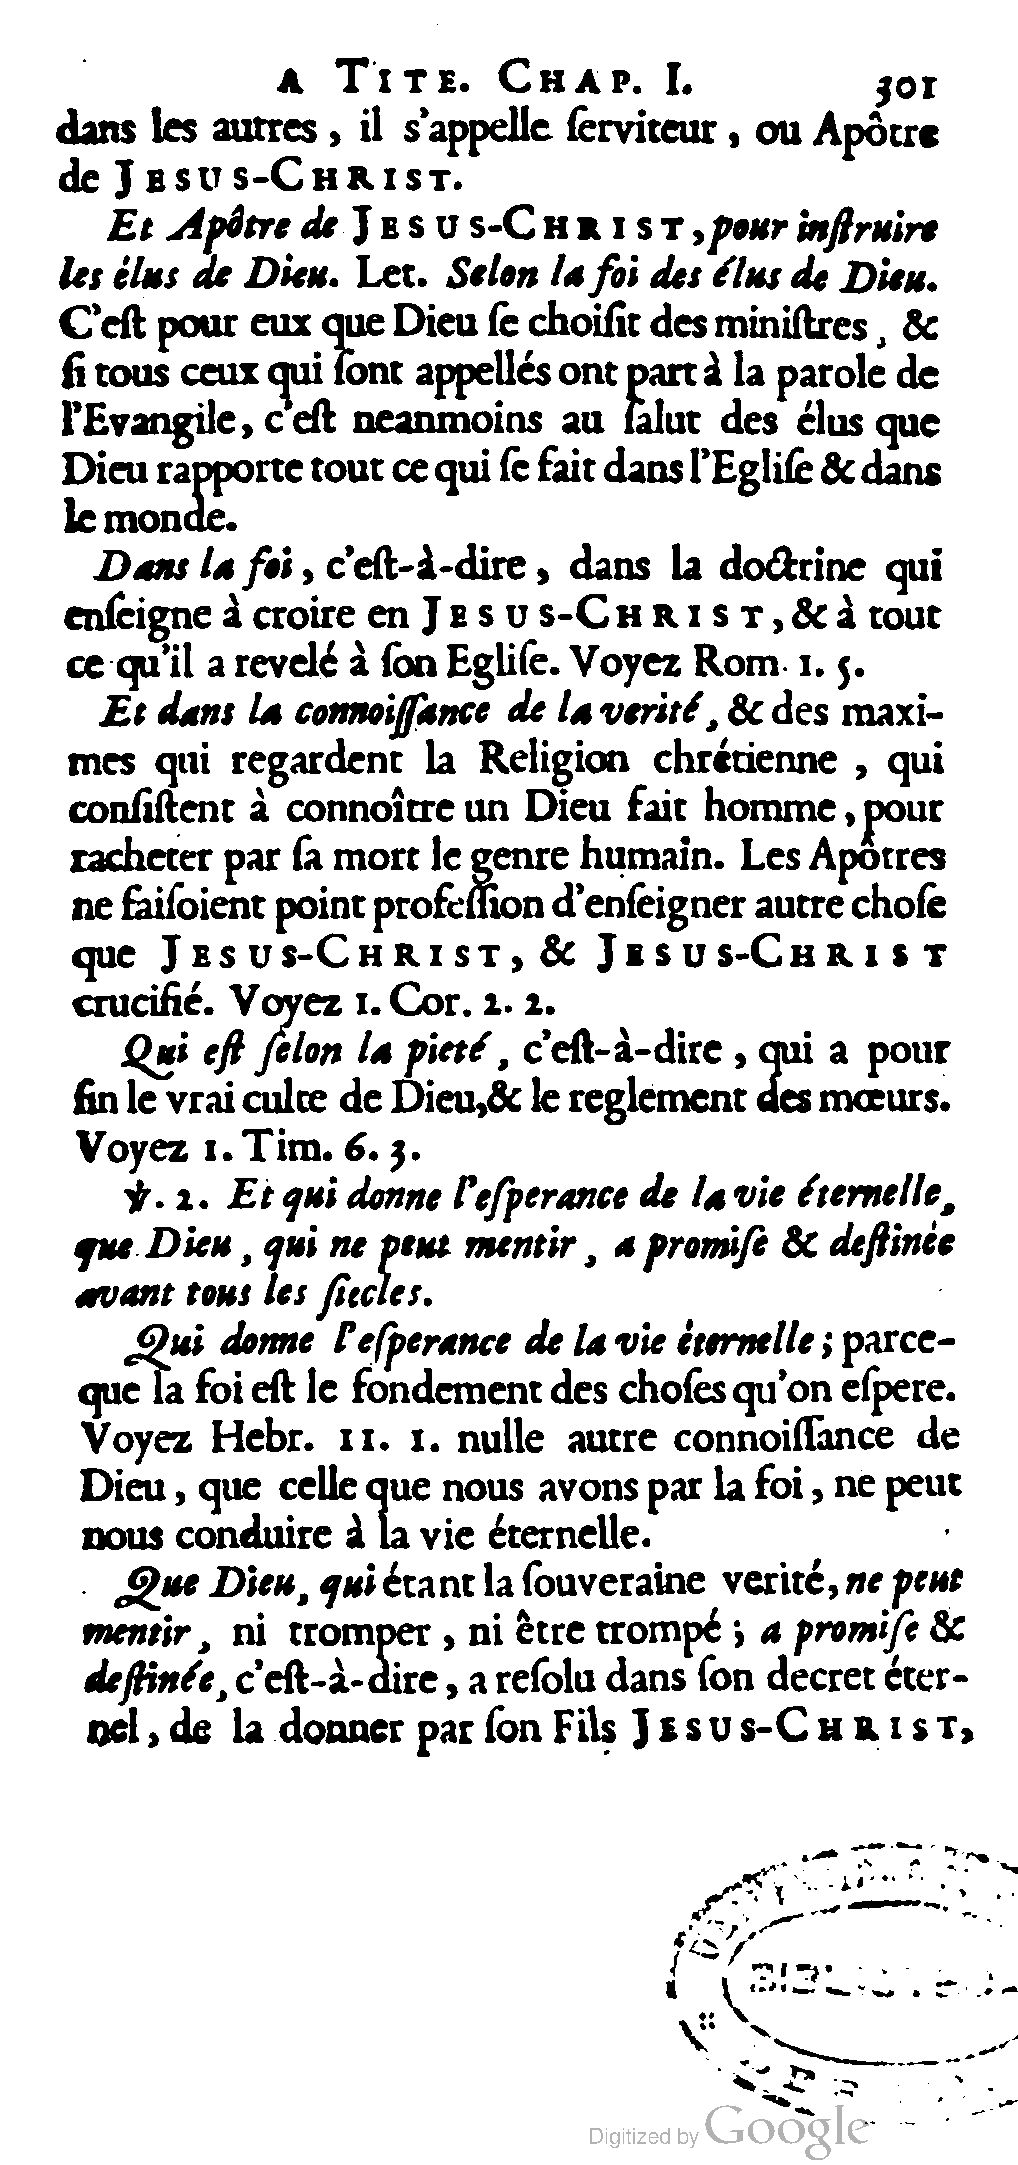 A TITE. CHAP. I. 301
dans les autres, il s'appelle ſerviteur, ou Apôtre
de JESUS-CHRIST.
Et Apôtre de JESUS-CHRIST, pour inſtruire
les élus de Dieu. Let. Selon la foi des élus de Dieu.
C'eſt pour eux que Dieu ſe choiſit des miniſtres, &
ſi tous ceux qui ſont appellés ont part à la parole de
l'Evangile, c'eſt neanmoins au ſalut des élus que
Dieu rapporte tout ce qui ſe fait dans l'Egliſe & dans
le monde.
Dans la foi, c'eſt-à-dire, dans la doctrine qui
enſeigne à croire en JESUS-CHRIST, & à tout
ce qu'il a revelé à ſon Egliſe. Voyez Rom. 1. 5.
Et dans la connoiſſance de la verité, & des maxi-
mes qui regardent la Religion chrétienne, qui
conſiſtent à connoître un Dieu fait homme, pour
racheter par ſa mort le genre humain. Les Apôtres
ne faiſoient point profeſſion d'enſeigner autre choſe
que JESUS-CHRIST, & JESUS-CHRIST
crucifié. Voyez 1. Cor. 2. 2.
Qui eſt ſelon la pieté, c'eſt-à-dire, qui a pour
fin le vrai culte de Dieu, & le reglement des mœurs.
Voyez 1. Tim. 6. 3.
℣. 2. Et qui donne l'eſperance de la vie éternelle,
que Dieu, qui ne peut mentir, a promiſe & deſtinée
avant tous les ſiecles.
Qui donne l'eſperance de la vie éternelle; parce-
que la foi eſt le fondement des choſes qu'on eſpere.
Voyez Hebr. 11. 1. nulle autre connoiſſance de
Dieu, que celle que nous avons par la foi, ne peut
nous conduire à la vie éternelle.
Que Dieu, qui étant la ſouveraine verité, ne peut
mentir, ni tromper, ni être trompé; a promiſe &
deſtinée, c'eſt-à-dire, a reſolu dans ſon decret éter-
nel, de la donner par ſon Fils JESUS-CHRIST,
Digitized by Google